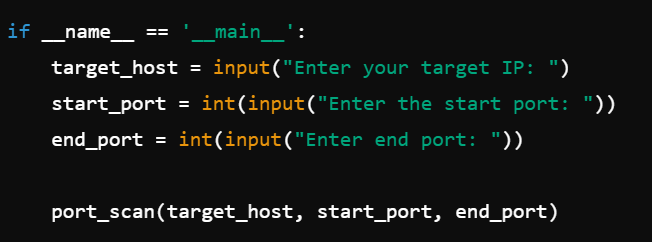 if __name__ == '__main__':
    target_host = input("Enter your target IP: ")
    start_port = int(input("Enter the start port: "))
    end_port = int(input("Enter end port: "))

    port_scan(target_host, start_port, end_port)